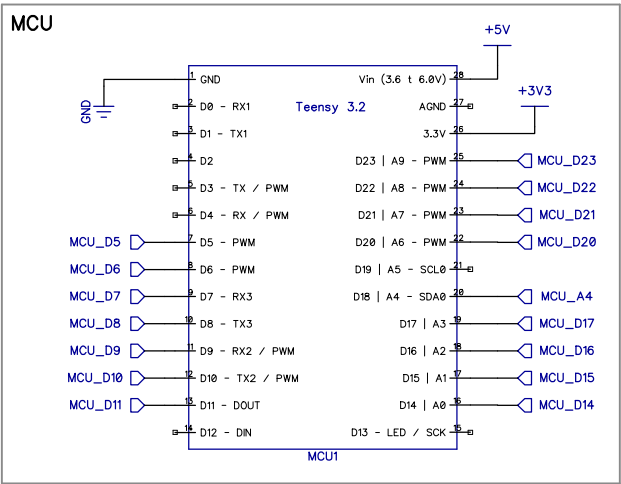 MCU
+5V
1 GND Vin (3.6 t 6.0V) 28
GND
2 D0 - RX1 Teensy 3.2 AGND 27
+3V3
3 D1 - TX1 3.3V 26
4 D2 D23 | A9 - PWM 25 MCU_D23
5 D3 - TX / PWM D22 | A8 - PWM 24 MCU_D22
6 D4 - RX / PWM D21 | A7 - PWM 23 MCU_D21
MCU_D5 7 D5 - PWM D20 | A6 - PWM 22 MCU_D20
MCU_D6 8 D6 - PWM D19 | A5 - SCL0 21
MCU_D7 9 D7 - RX3 D18 | A4 - SDA0 20 MCU_A4
MCU_D8 10 D8 - TX3 D17 | A3 19 MCU_D17
MCU_D9 11 D9 - RX2 / PWM D16 | A2 18 MCU_D16
MCU_D10 12 D10 - TX2 / PWM D15 | A1 17 MCU_D15
MCU_D11 13 D11 - DOUT D14 | A0 16 MCU_D14
14 D12 - DIN D13 - LED / SCK 15
MCU1